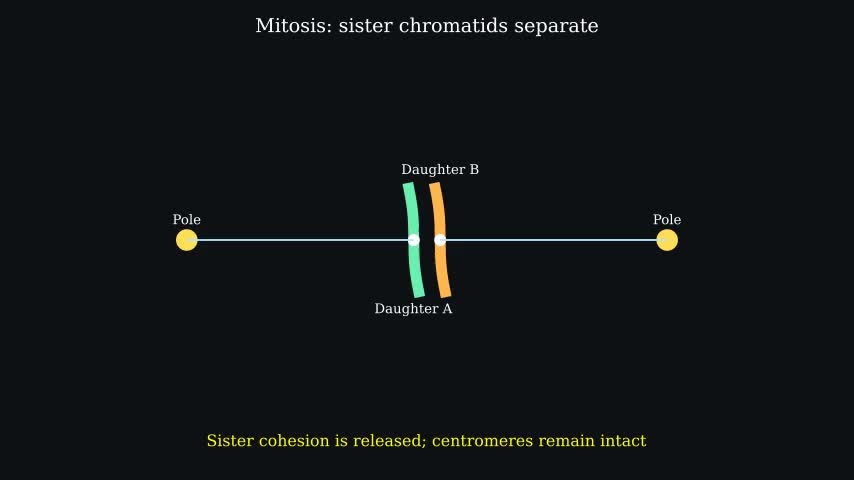 Mitosis: sister chromatids separate
Daughter B
Pole
Pole
Daughter A
Sister cohesion is released; centromeres remain intact